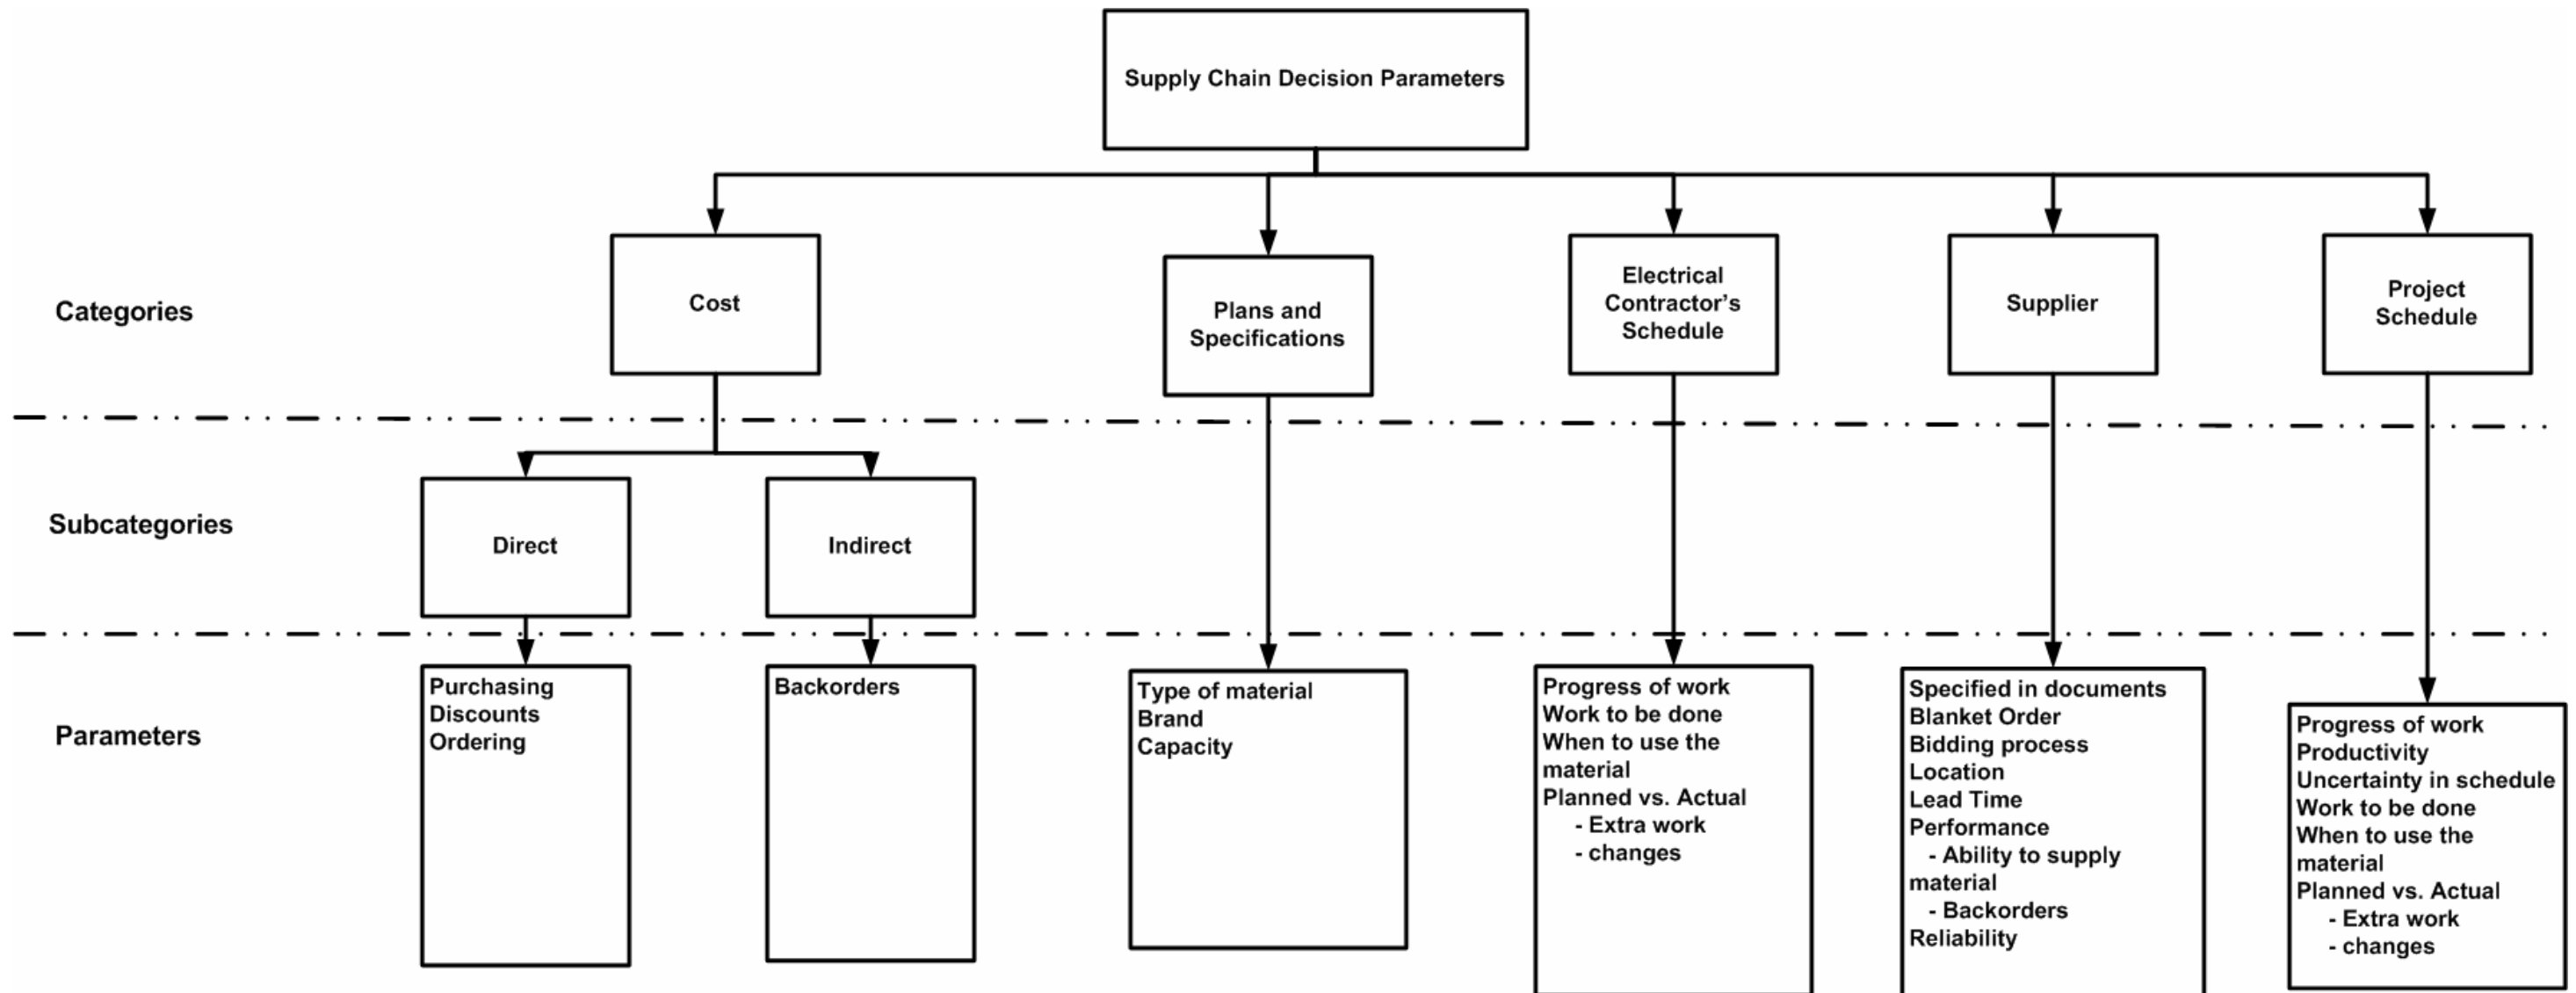 Supply Chain Decision Parameters
Categories
Cost
Plans and
Specifications
Electrical
Contractor's
Schedule
Supplier
Project
Schedule
Subcategories
Direct
Indirect
Parameters
Purchasing
Discounts
Ordering
Backorders
Type of material
Brand
Capacity
Progress of work
Work to be done
When to use the
material
Planned vs. Actual
- Extra work
- changes
Specified in documents
Blanket Order
Bidding process
Location
Lead Time
Performance
- Ability to supply
material
- Backorders
Reliability
Progress of work
Productivity
Uncertainty in schedule
Work to be done
When to use the
material
Planned vs. Actual
- Extra work
- changes